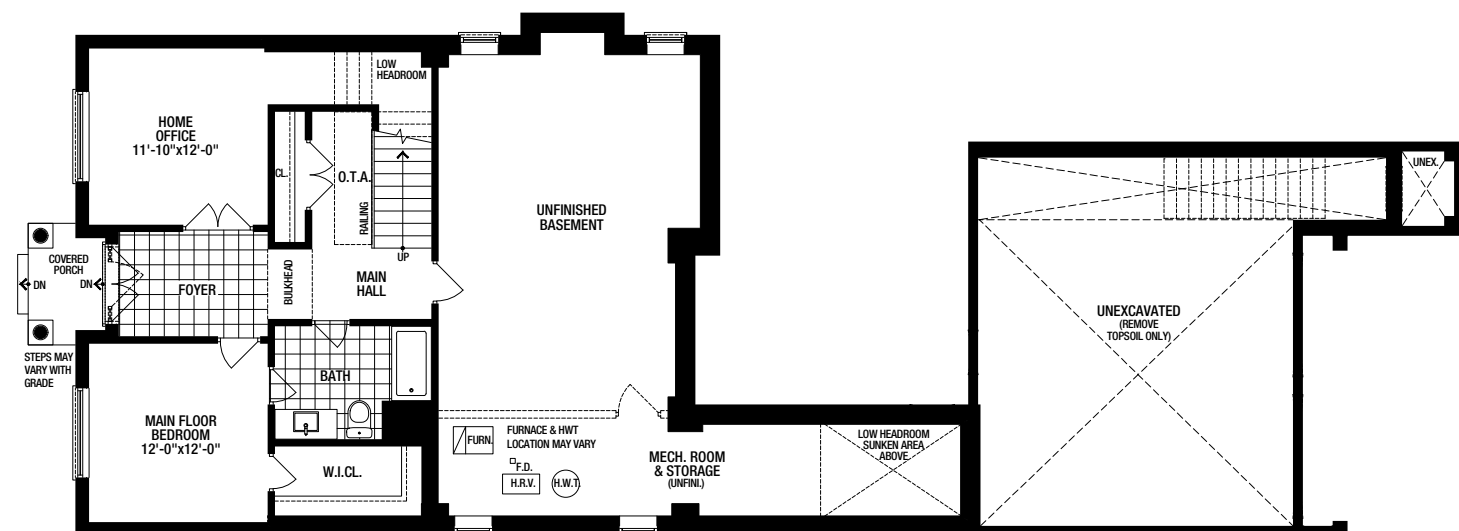 LOW
HEADROOM
HOME
OFFICE
11'-10"x12'-0"
CL.
O.T.A.
RAILING
UP
UNFINISHED
BASEMENT
UNEX.
COVERED
PORCH
DN
DN
FOYER
BULKHEAD
MAIN
HALL
UNEXCAVATED
(REMOVE
TOPSOIL ONLY)
STEPS MAY
VARY WITH
GRADE
BATH
MAIN FLOOR
BEDROOM
12'-0"x12'-0"
W.I.CL.
FURN.
FURNACE & HWT
LOCATION MAY VARY
F.D.
H.R.V.
H.W.T.
MECH. ROOM
& STORAGE
(UNFINI.)
LOW HEADROOM
SUNKEN AREA
ABOVE